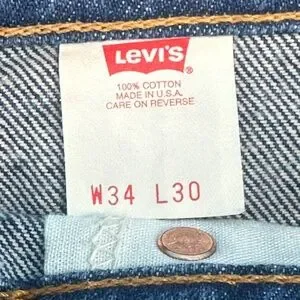 LEVI'S
®
100% COTTON
MADE IN U.S.A.
CARE ON REVERSE
W34 L30